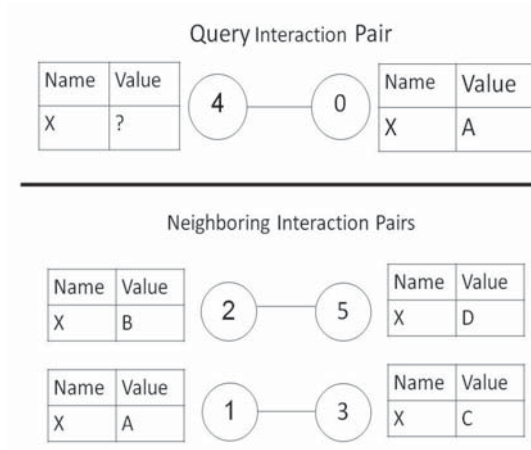 Query Interaction Pair
Name Value
X ?
4
0
Name Value
X A
Neighboring Interaction Pairs
Name Value
X B
2
5
Name Value
X D
Name Value
X A
1
3
Name Value
X C